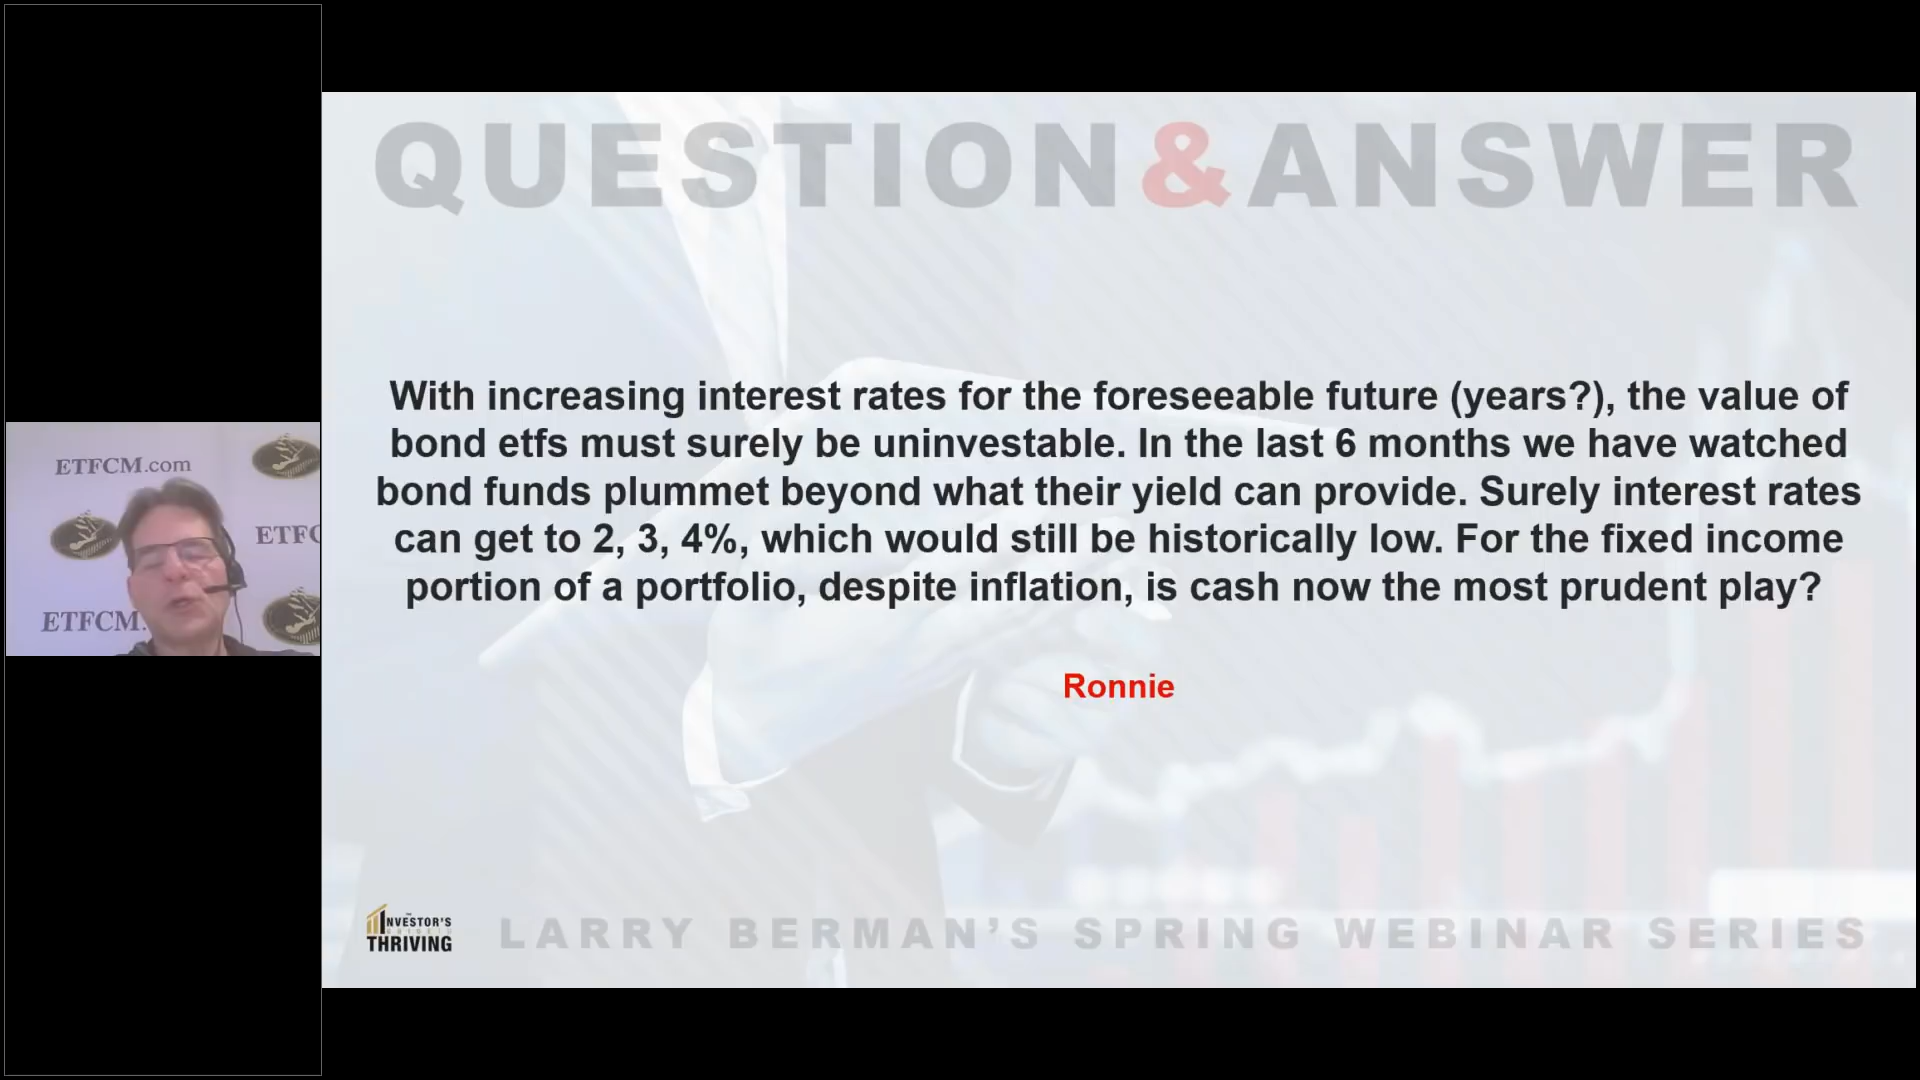 QUESTION&ANSWER
ETFCM.com
ETFC
ETFCM.
With increasing interest rates for the foreseeable future (years?), the value of
bond etfs must surely be uninvestable. In the last 6 months we have watched
bond funds plummet beyond what their yield can provide. Surely interest rates
can get to 2, 3, 4%, which would still be historically low. For the fixed income
portion of a portfolio, despite inflation, is cash now the most prudent play?
Ronnie
INVESTOR'S
THRIVING
LARRY BERMAN'S SPRING WEBINAR SERIES